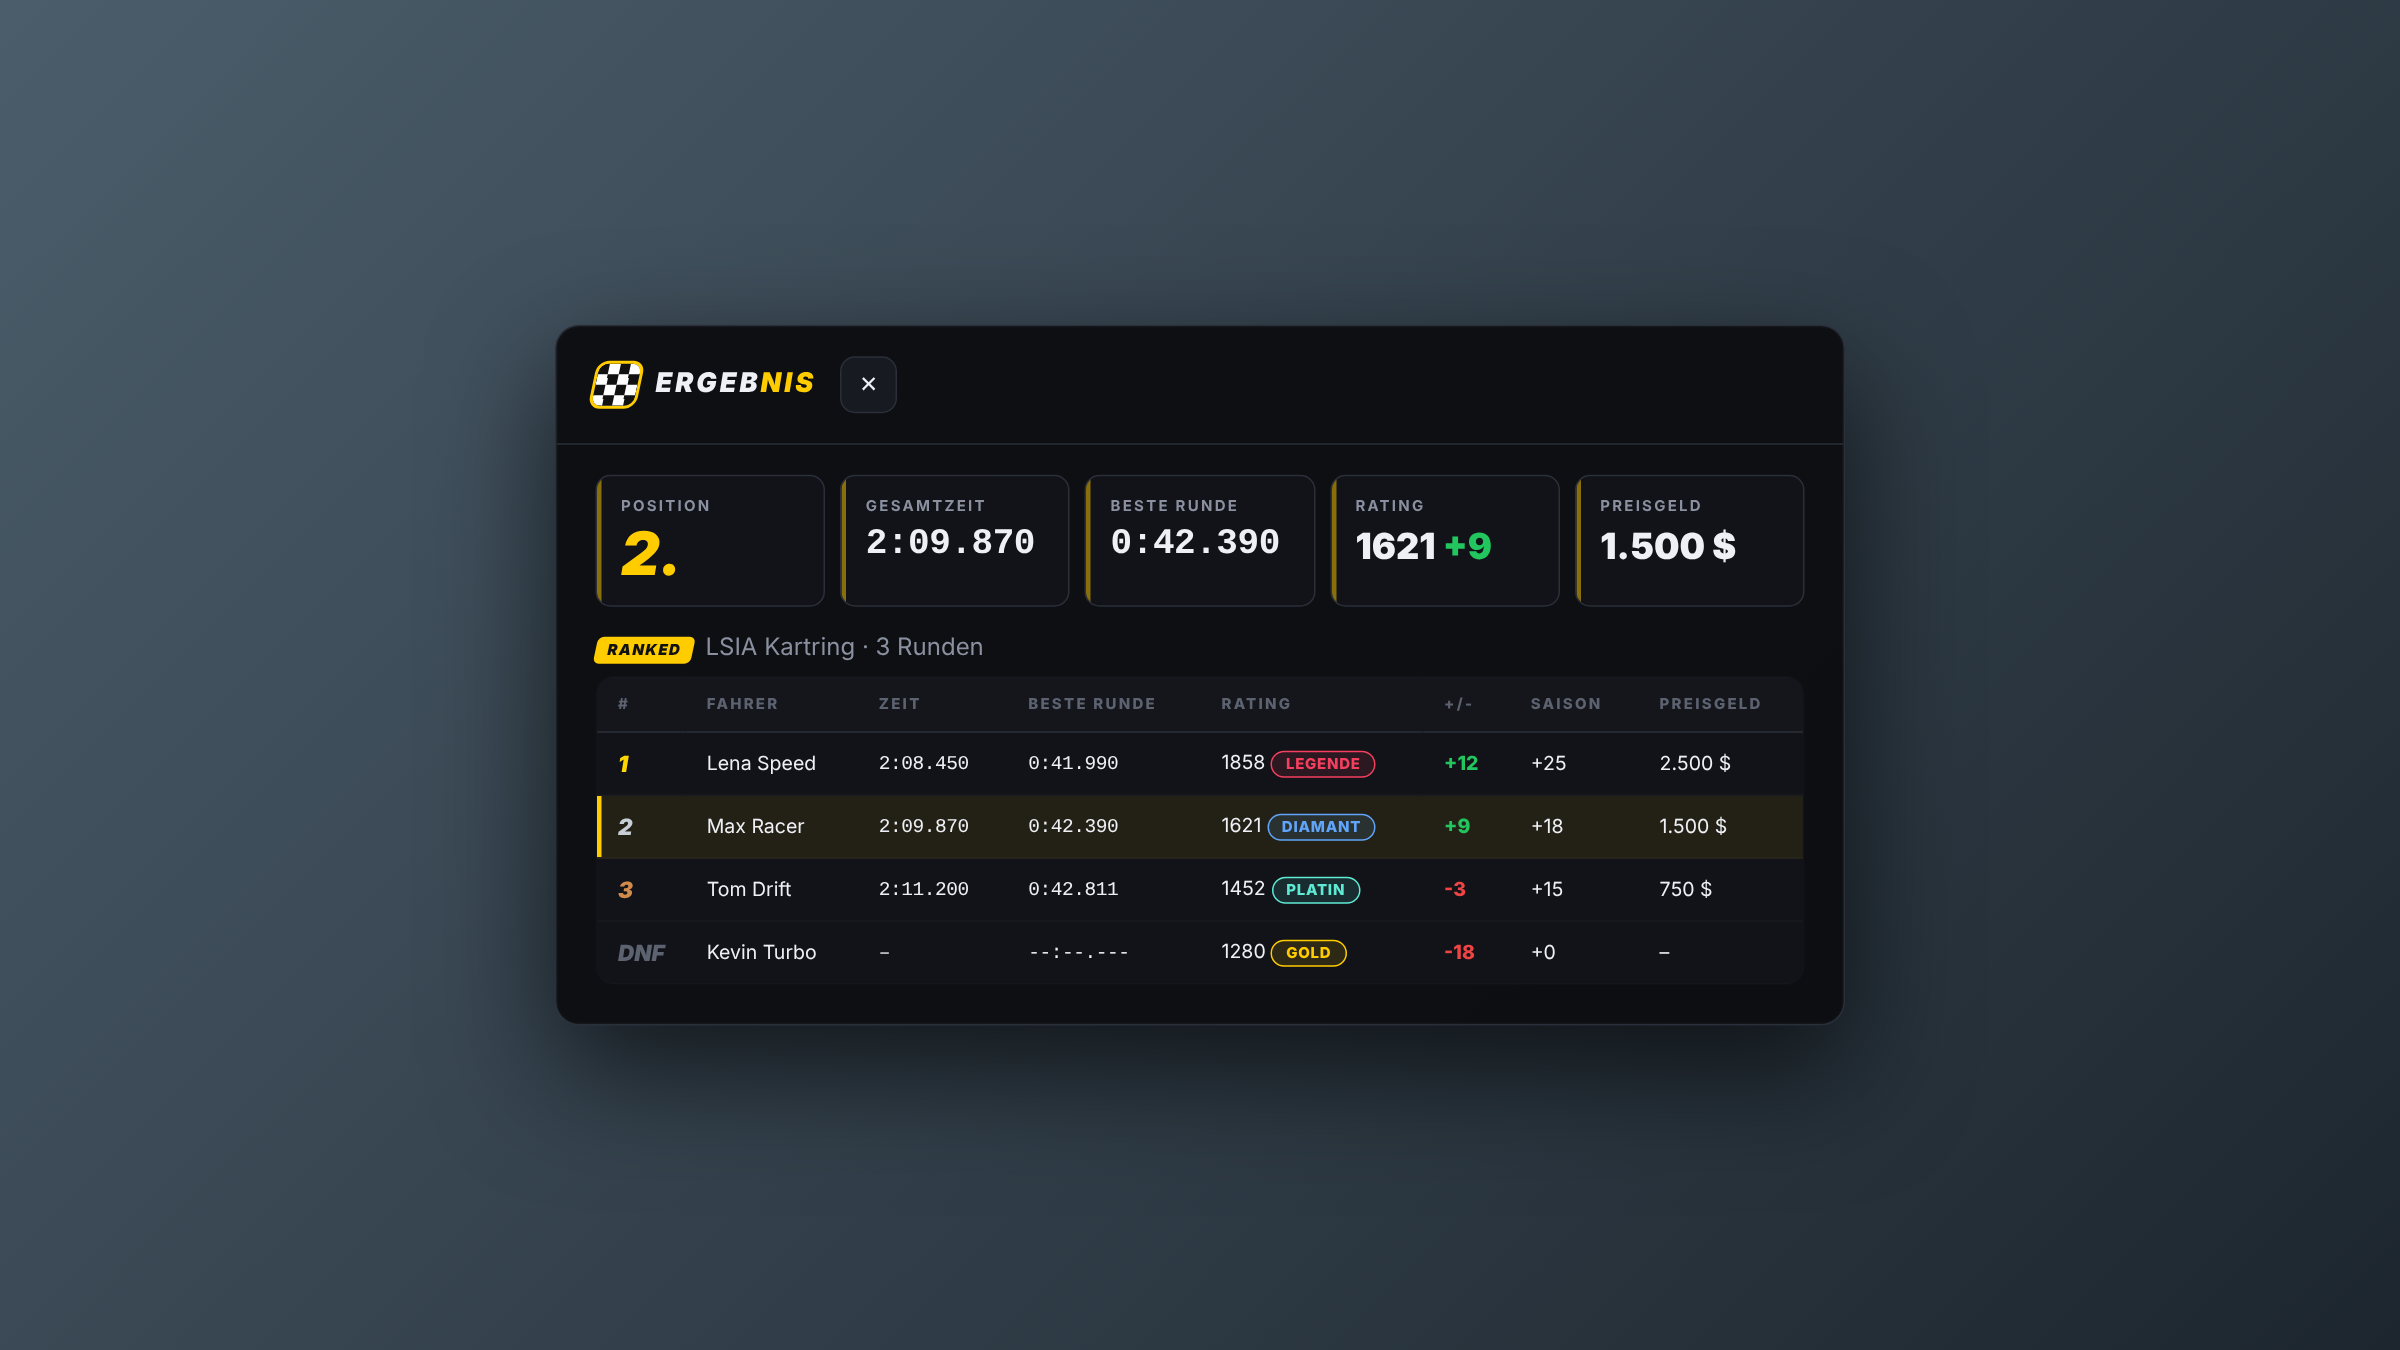 ERGEBNIS ✕
POSITION GESAMTZEIT BESTE RUNDE RATING PREISGELD
2. 2:09.870 0:42.390 1621 +9 1.500 $
RANKED LSIA Kartring · 3 Runden
# FAHRER ZEIT BESTE RUNDE RATING +/- SAISON PREISGELD
1 Lena Speed 2:08.450 0:41.990 1858 LEGENDE +12 +25 2.500 $
2 Max Racer 2:09.870 0:42.390 1621 DIAMANT +9 +18 1.500 $
3 Tom Drift 2:11.200 0:42.811 1452 PLATIN -3 +15 750 $
DNF Kevin Turbo – --:--.--- 1280 GOLD -18 +0 –